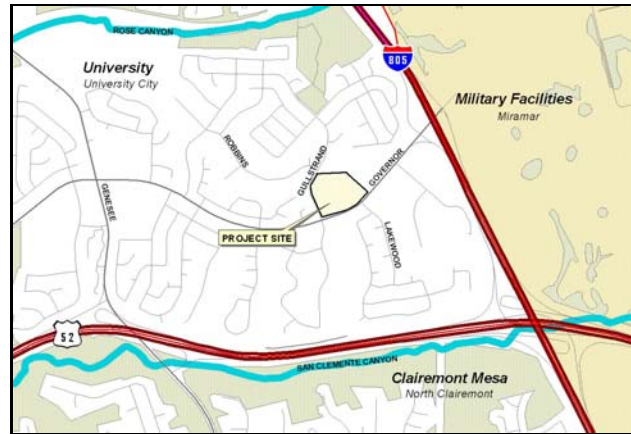 ROSE CANYON
805
University
University City
Military Facilities
Miramar
ROBBINS
GULLSTRAND
GOVERNOR
GENESEE
LAKEWOOD
PROJECT SITE
52
SAN CLEMENTE CANYON
Clairemont Mesa
North Clairemont